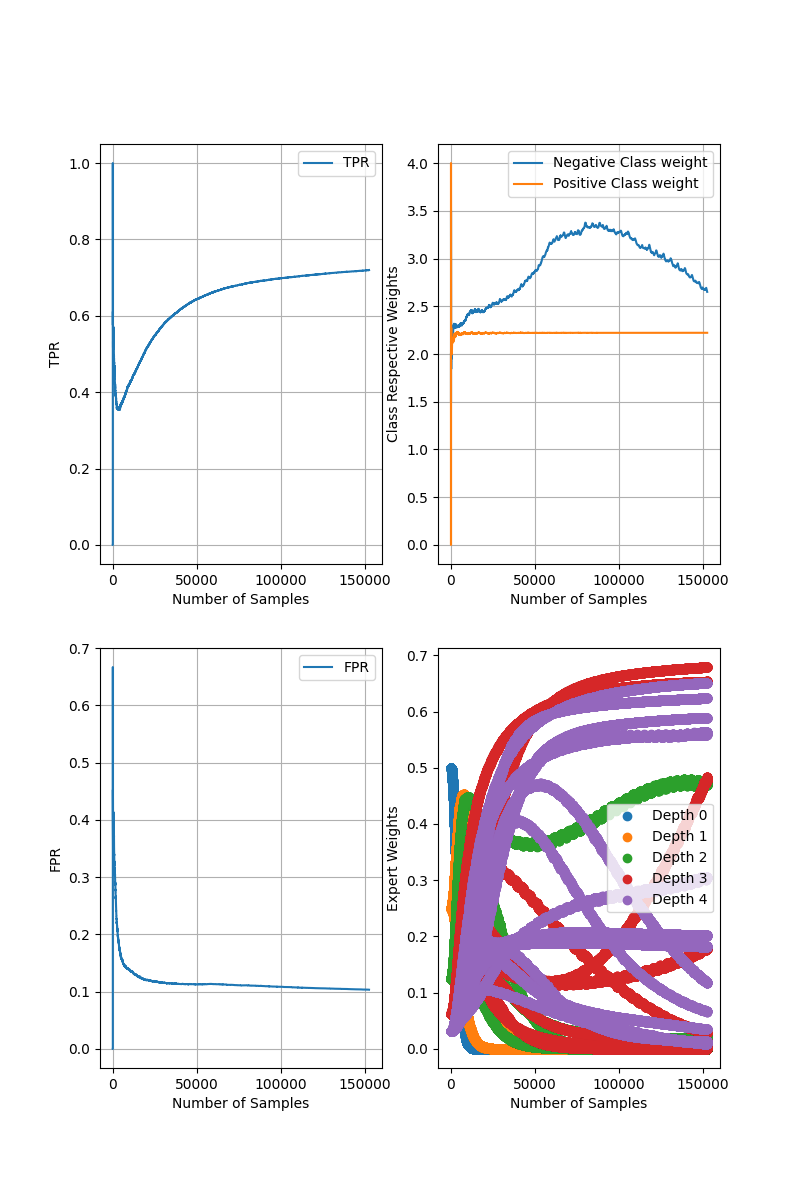 TPR
1.0
0.8
0.6
0.4
0.2
0.0
TPR
0
50000
100000
150000
Number of Samples
Negative Class weight
Positive Class weight
4.0
3.5
3.0
2.5
2.0
1.5
1.0
0.5
0.0
Class Respective Weights
0
50000
100000
150000
Number of Samples
FPR
0.7
0.6
0.5
0.4
0.3
0.2
0.1
0.0
FPR
0
50000
100000
150000
Number of Samples
0.7
0.6
0.5
0.4
0.3
0.2
0.1
0.0
Expert Weights
Depth 0
Depth 1
Depth 2
Depth 3
Depth 4
0
50000
100000
150000
Number of Samples